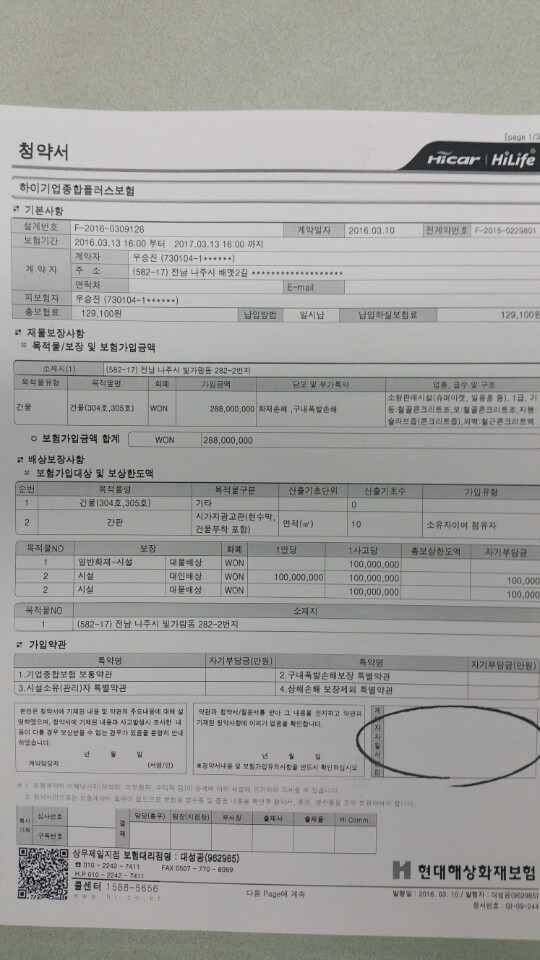 [page 1/3
청약서
Hicar | HiLife
하이기업종합플러스보험
기본사항
설계번호 F-2016-0309126 계약일자 2016.03.10 전계약번호 F-2015-0229801
보험기간 2016.03.13 16:00 부터 2017.03.13 16:00 까지
계 약 자 계약자 우승진 (730104-1******)
주 소 (582-17) 전남 나주시 배멧2길 *******************
연락처 E-mail
피보험자 우승진 (730104-1******)
총보험료 129,100원 납입방법 일시납 납입하실보험료 129,100원
재물보장사항
목적물/보장 및 보험가입금액
소재지(1) (582-17) 전남 나주시 빛가람동 282-2번지
목적물유형 목적물명 화폐 가입금액 담보 및 부가특약 업종, 급수 및 구조
건물 건물(304호,305호) WON 288,000,000 화재손해 ,구내폭발손해 소형판매시설(슈퍼마켓, 일용품 등), 1급, 기
둥:철골콘크리트조,보:철골콘크리트조,지붕:
슬라브즙(콘크리트즙),외벽:철근콘크리트벽
보험가입금액 합계 WON 288,000,000
배상보장사항
보험가입대상 및 보상한도액
순번 목적물명 목적물구분 산출기초단위 산출기초수 가입유형
1 건물(304호,305호) 기타 0
2 간판 시가지광고판(현수막, 건물부착 포함) 면적(㎡) 10 소유자이며 점유자
목적물NO 보장 화폐 1인당 1사고당 총보상한도액 자기부담금
1 일반화재-시설 대물배상 WON 100,000,000
2 시설 대인배상 WON 100,000,000 100,000,000 100,000
2 시설 대물배상 WON 100,000,000 100,000
목적물NO 소재지
1 (582-17) 전남 나주시 빛가람동 282-2번지
가입약관
특약명 자기부담금(만원) 특약명 자기부담금(만원)
1.기업종합보험 보통약관 2.구내폭발손해보장 특별약관
3.시설소유(관리)자 특별약관 4.상해손해 보장제외 특별약관
본인은 청약서에 기재된 내용 및 약관의 주요내용에 대해 설
명하였으며, 청약서에 기재된 내용과 사고발생시 조사한 내
용이 다를 경우 보상받을 수 없는 경우가 있음을 분명히 안내
하였습니다.
년 월 일
계약담당자 : (서명/인)
약관과 청약서/질문서를 받아 그 내용을 인지하고 약관과
기재된 청약사항에 이의가 없음을 확인합니다.
년 월 일
※청약서내용 및 보험가입유의사항을 반드시 확인하십시오
계약자자필서명란
회사기재 심사번호
구득번호
결재 담당(총무) 팀장(지점장) 부서장 출재사 출재율 RI Comm.
상무제일지점 보험대리점명 : 대성공(962985)
☎ 010 - 2242 - 7411 FAX 0507 - 770 - 8089
H.P 010 - 2242 - 7411
콜센터 1588-5656
www.hi.co.kr
다음 Page에 계속
현대해상화재보험
발행일 : 2016. 03. 10 / 발행지 : 대성공(962985)
문서번호 : GI-09-244